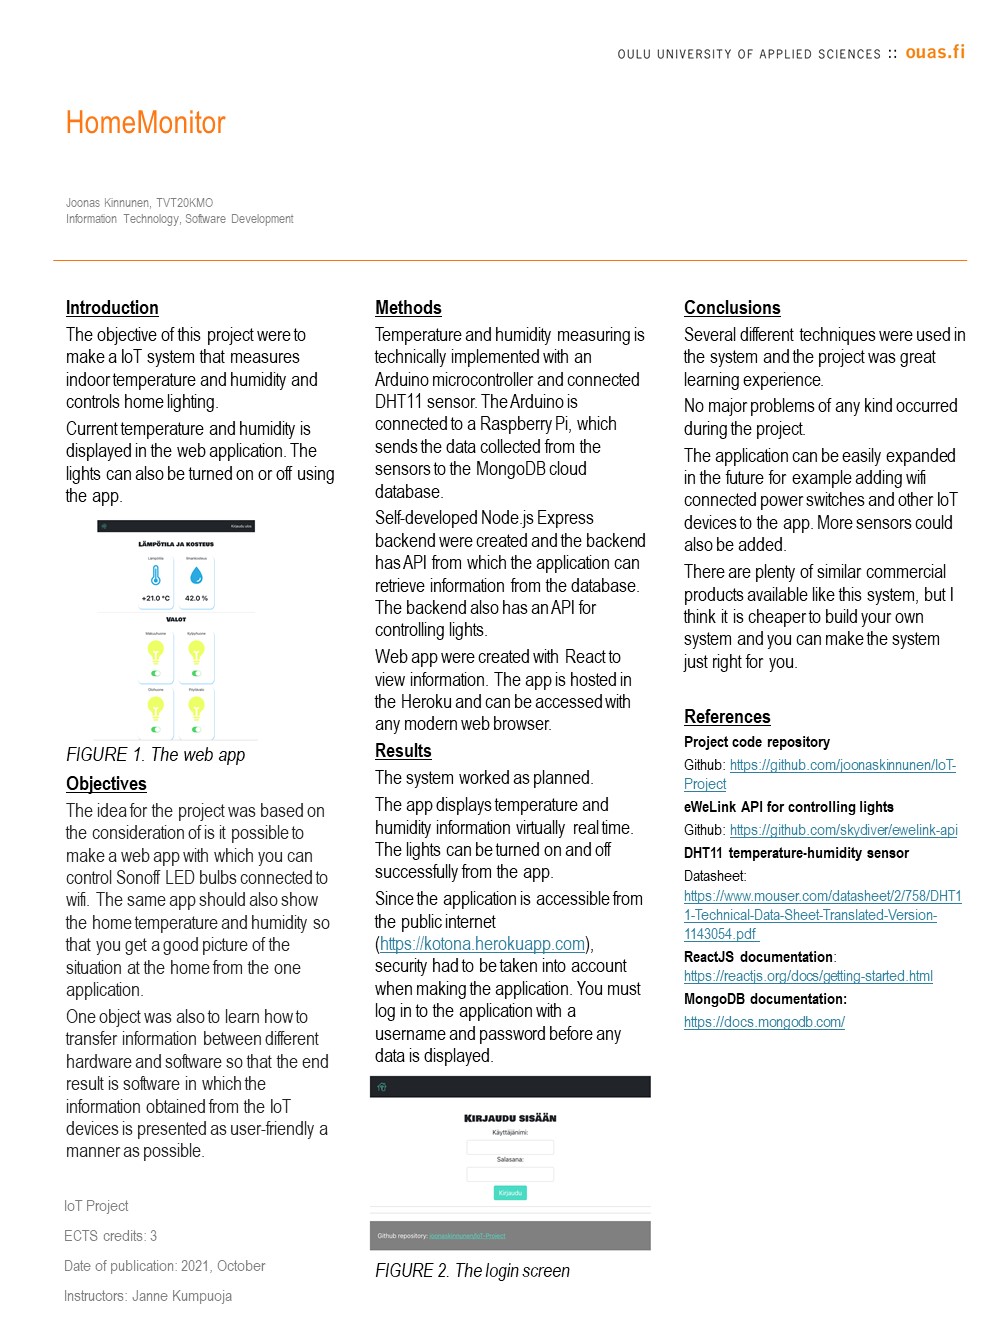 OULU UNIVERSITY OF APPLIED SCIENCES :: ouas.fi
HomeMonitor
Joonas Kinnunen, TVT20KMO
Information Technology, Software Development
Introduction
The objective of this project were to
make a IoT system that measures
indoor temperature and humidity and
controls home lighting.
Current temperature and humidity is
displayed in the web application. The
lights can also be turned on or off using
the app.
Kirjaudu ulos
LÄMPÖTILA JA KOSTEUS
Lämpötila
Ilmankosteus
+21.0 °C
42.0 %
VALOT
Makuuhuone
Kylpyhuone
Olohuone
FIGURE 1. The web app
Objectives
The idea for the project was based on
the consideration of is it possible to
make a web app with which you can
control Sonoff LED bulbs connected to
wifi. The same app should also show
the home temperature and humidity so
that you get a good picture of the
situation at the home from the one
application.
One object was also to learn how to
transfer information between different
hardware and software so that the end
result is software in which the
information obtained from the IoT
devices is presented as user-friendly a
manner as possible.
IoT Project
ECTS credits: 3
Date of publication: 2021, October
Instructors: Janne Kumpuoja
Methods
Temperature and humidity measuring is
technically implemented with an
Arduino microcontroller and connected
DHT11 sensor. The Arduino is
connected to a Raspberry Pi, which
sends the data collected from the
sensors to the MongoDB cloud
database.
Self-developed Node.js Express
backend were created and the backend
has API from which the application can
retrieve information from the database.
The backend also has an API for
controlling lights.
Web app were created with React to
view information. The app is hosted in
the Heroku and can be accessed with
any modern web browser.
Results
The system worked as planned.
The app displays temperature and
humidity information virtually real time.
The lights can be turned on and off
successfully from the app.
Since the application is accessible from
the public internet
(https://kotona.herokuapp.com),
security had to be taken into account
when making the application. You must
log in to the application with a
username and password before any
data is displayed.
KIRJAUDU SISÄÄN
Käyttäjänimi:
Salasana:
Kirjaudu
Github repository: joonaskinnunen/IoT-Project
FIGURE 2. The login screen
Conclusions
Several different techniques were used in
the system and the project was great
learning experience.
No major problems of any kind occurred
during the project.
The application can be easily expanded
in the future for example adding wifi
connected power switches and other IoT
devices to the app. More sensors could
also be added.
There are plenty of similar commercial
products available like this system, but I
think it is cheaper to build your own
system and you can make the system
just right for you.
References
Project code repository
Github: https://github.com/joonaskinnunen/IoT-
Project
eWeLink API for controlling lights
Github: https://github.com/skydiver/ewelink-api
DHT11 temperature-humidity sensor
Datasheet:
https://www.mouser.com/datasheet/2/758/DHT1
1-Technical-Data-Sheet-Translated-Version-
1143054.pdf
ReactJS documentation:
https://reactjs.org/docs/getting-started.html
MongoDB documentation:
https://docs.mongodb.com/